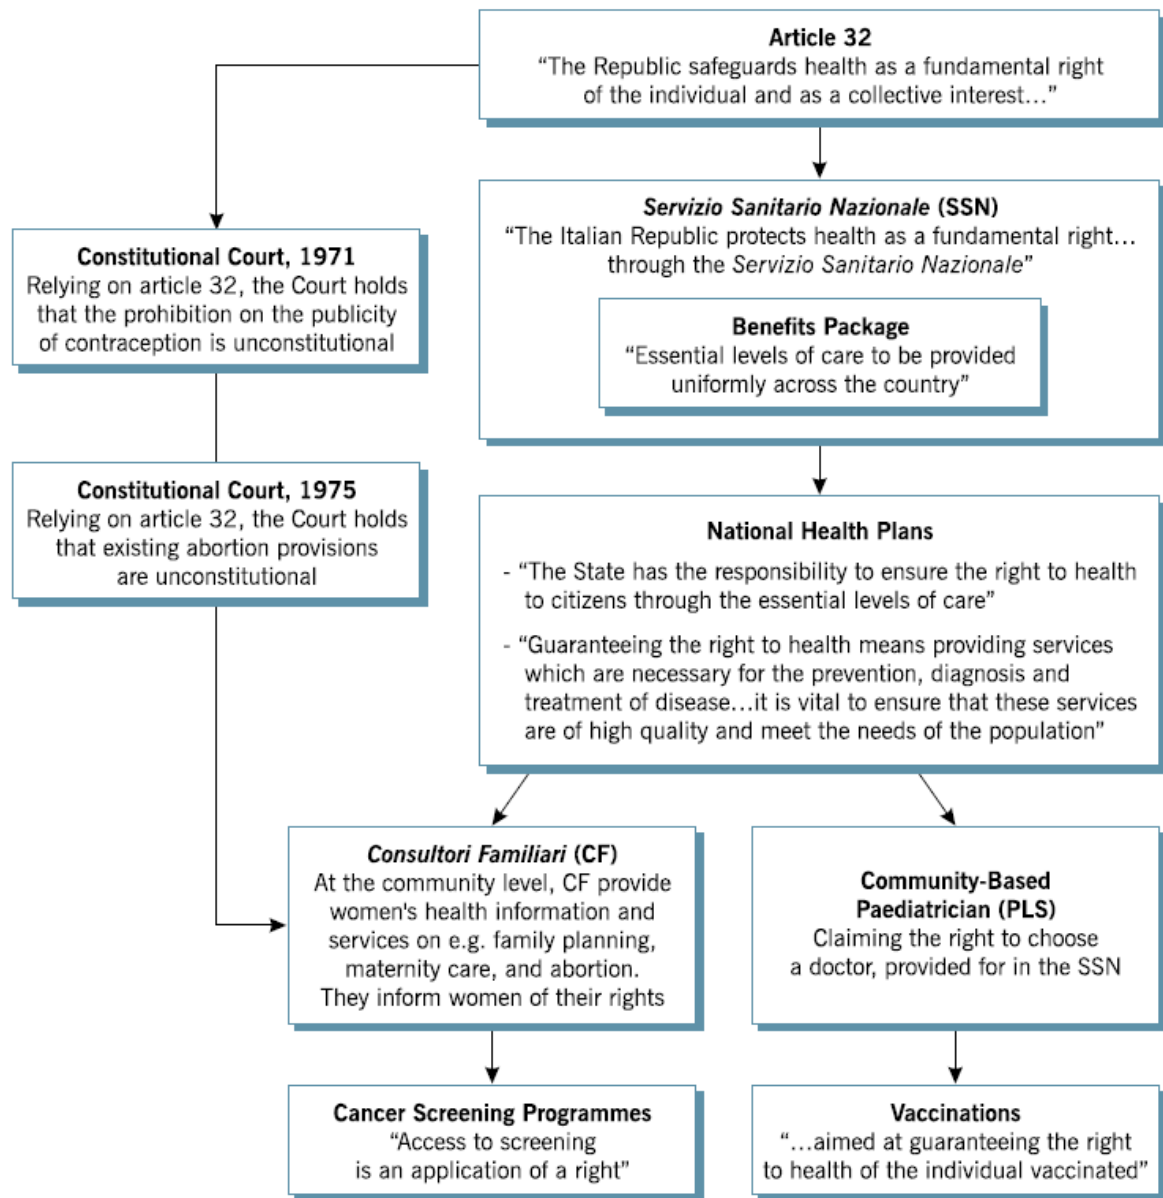 Article 32
“The Republic safeguards health as a fundamental right
of the individual and as a collective interest…”
Servizio Sanitario Nazionale (SSN)
“The Italian Republic protects health as a fundamental right…
through the Servizio Sanitario Nazionale”
Benefits Package
“Essential levels of care to be provided
uniformly across the country”
Constitutional Court, 1971
Relying on article 32, the Court holds
that the prohibition on the publicity
of contraception is unconstitutional
Constitutional Court, 1975
Relying on article 32, the Court holds
that existing abortion provisions
are unconstitutional
National Health Plans
- “The State has the responsibility to ensure the right to health
to citizens through the essential levels of care”
- “Guaranteeing the right to health means providing services
which are necessary for the prevention, diagnosis and
treatment of disease…it is vital to ensure that these services
are of high quality and meet the needs of the population”
Consultori Familiari (CF)
At the community level, CF provide
women's health information and
services on e.g. family planning,
maternity care, and abortion.
They inform women of their rights
Community-Based
Paediatrician (PLS)
Claiming the right to choose
a doctor, provided for in the SSN
Cancer Screening Programmes
“Access to screening
is an application of a right”
Vaccinations
“…aimed at guaranteeing the right
to health of the individual vaccinated”